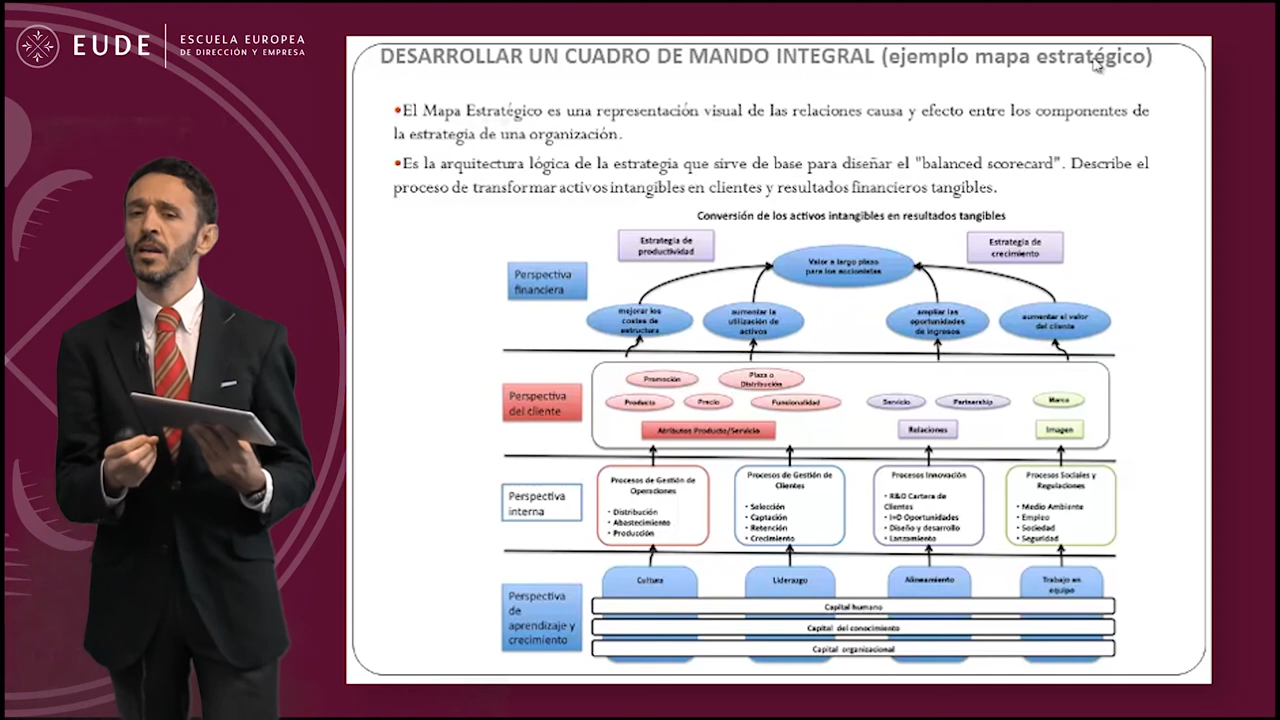 EUDE
ESCUELA EUROPEA
DE DIRECCIÓN Y EMPRESA
DESARROLLAR UN CUADRO DE MANDO INTEGRAL (ejemplo mapa estratégico)
•El Mapa Estratégico es una representación visual de las relaciones causa y efecto entre los componentes de
la estrategia de una organización.
•Es la arquitectura lógica de la estrategia que sirve de base para diseñar el "balanced scorecard". Describe el
proceso de transformar activos intangibles en clientes y resultados financieros tangibles.
Conversión de los activos intangibles en resultados tangibles
Estrategia de
productividad
Estrategia de
crecimiento
Valor a largo plazo
para los accionistas
Perspectiva
financiera
mejorar los
costes de
estructura
aumentar la
utilización de
activos
ampliar las
oportunidades
de ingresos
aumentar el valor
del cliente
Perspectiva
del cliente
Promoción
Plaza o
Distribución
Producto
Precio
Funsionalidad
Servicio
Partnership
Marca
Atributos Producto/Servicio
Relaciones
Imagen
Perspectiva
interna
Procesos de Gestión de
Operaciones
• Distribución
• Abastecimiento
• Producción
Procesos de Gestión de
Clientes
• Selección
• Captación
• Retención
• Crecimiento
Procesos Innovación
• R&D Cartera de
Clientes
• I+D Oportunidades
• Diseño y desarrollo
• Lanzamiento
Procesos Sociales y
Regulaciones
• Medio Ambiente
• Empleo
• Sociedad
• Seguridad
Perspectiva
de
aprendizaje y
crecimiento
Cultura
Liderazgo
Alineamiento
Trabajo en
equipo
Capital humano
Capital del conocimiento
Capital organizacional